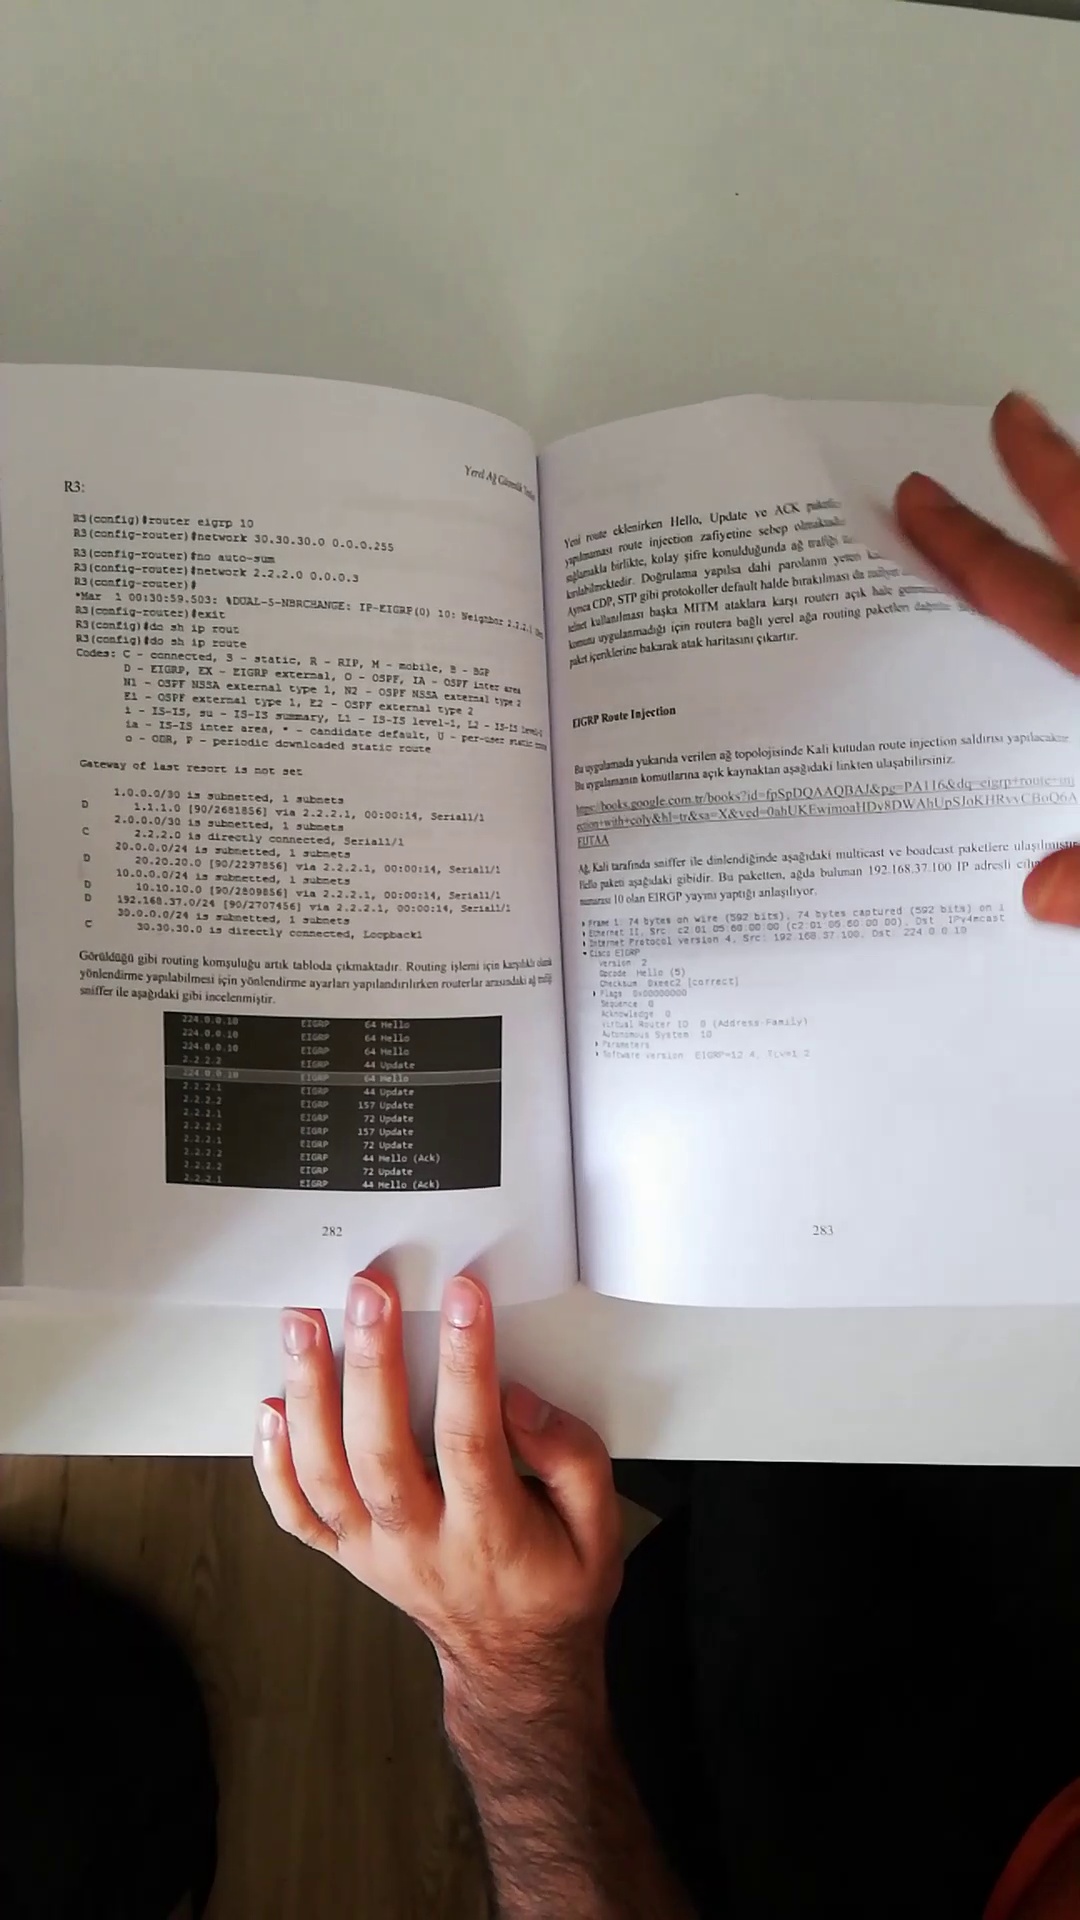 Yerel Ağ Güvenlik
R3:
R3(config)#router eigrp 10
R3(config-router)#network 30.30.30.0 0.0.0.255
R3(config-router)#no auto-sum
R3(config-router)#network 2.2.2.0 0.0.0.3
R3(config-router)#
*Mar 1 00:30:59.503: %DUAL-5-NBRCHANGE: IP-EIGRP(0) 10: Neighbor 2.2.2.1
R3(config-router)#exit
R3(config)#do sh ip rout
R3(config)#do sh ip route
Codes: C - connected, S - static, R - RIP, M - mobile, B - BGP
D - EIGRP, EX - EIGRP external, O - OSPF, IA - OSPF inter area
N1 - OSPF NSSA external type 1, N2 - OSPF NSSA external type 2
E1 - OSPF external type 1, E2 - OSPF external type 2
i - IS-IS, su - IS-IS summary, L1 - IS-IS level-1, L2 - IS-IS level-2
ia - IS-IS inter area, * - candidate default, U - per-user static route
o - ODR, P - periodic downloaded static route
Gateway of last resort is not set
1.0.0.0/30 is subnetted, 1 subnets
D 1.1.1.0 [90/2681856] via 2.2.2.1, 00:00:14, Serial1/1
2.0.0.0/30 is subnetted, 1 subnets
C 2.2.2.0 is directly connected, Serial1/1
20.0.0.0/24 is subnetted, 1 subnets
D 20.20.20.0 [90/2297856] via 2.2.2.1, 00:00:14, Serial1/1
10.0.0.0/24 is subnetted, 1 subnets
D 10.10.10.0 [90/2809856] via 2.2.2.1, 00:00:14, Serial1/1
D 192.168.37.0/24 [90/2707456] via 2.2.2.1, 00:00:14, Serial1/1
30.0.0.0/24 is subnetted, 1 subnets
C 30.30.30.0 is directly connected, Loopback1
Görüldüğü gibi routing komşuluğu artık tabloda çıkmaktadır. Routing işlemi için karşılıklı olarak
yönlendirme yapılabilmesi için yönlendirme ayarları yapılandırılırken routerlar arasındaki ağ trafiği
sniffer ile aşağıdaki gibi incelenmiştir.
224.0.0.10 EIGRP 64 Hello
224.0.0.10 EIGRP 64 Hello
224.0.0.10 EIGRP 64 Hello
2.2.2.2 EIGRP 44 Update
224.0.0.10 EIGRP 64 Hello
2.2.2.1 EIGRP 44 Update
2.2.2.2 EIGRP 157 Update
2.2.2.1 EIGRP 72 Update
2.2.2.2 EIGRP 157 Update
2.2.2.1 EIGRP 72 Update
2.2.2.2 EIGRP 44 Hello (Ack)
2.2.2.2 EIGRP 72 Update
2.2.2.1 EIGRP 44 Hello (Ack)
282
Yeni route eklenirken Hello, Update ve ACK
yapılmaması route injection zafiyetine sebep olmaktadır
sağlamakla birlikte, kolay şifre konulduğunda ağ trafiği
kırılabilmektedir. Doğrulama yapılsa dahi parolanın yeteri
Ayrıca CDP, STP gibi protokoller default halde bırakılması da
telnet kullanılması başka MITM ataklara karşı routerı açık hale
komutu uygulanmadığı için routera bağlı yerel ağa routing paketleri
paket içeriklerine bakarak atak haritasını çıkartır.
EIGRP Route Injection
Bu uygulamada yukarıda verilen ağ topolojisinde Kali kutudan route injection saldırısı yapılacaktır.
Bu uygulamanın komutlarına açık kaynaktan aşağıdaki linkten ulaşabilirsiniz.
https://books.google.com.tr/books?id=fpSpDQAAQBAJ&pg=PA116&dq=eigrp+route+inj
ection+with+coly&hl=tr&sa=X&ved=0ahUKEwimoaHDy8DWAhUpSJoKHRvyCBoQ6A
EIJTAA
Ağ, Kali tarafında sniffer ile dinlendiğinde aşağıdaki multicast ve boadcast paketlere ulaşılmıştır.
Hello paketi aşağıdaki gibidir. Bu paketten, ağda bulunan 192.168.37.100 IP adresli
numarası 10 olan EIRGP yayını yaptığı anlaşılıyor.
Frame 1: 74 bytes on wire (592 bits), 74 bytes captured (592 bits) on i
Ethernet II, Src: c2:01:05:60:00:00 (c2:01:05:60:00:00), Dst: IPv4mcast
Internet Protocol version 4, Src: 192.168.37.100, Dst: 224.0.0.10
Cisco EIGRP
Version: 2
Opcode: Hello (5)
Checksum: 0xeec2 [correct]
Flags: 0x00000000
Sequence: 0
Acknowledge: 0
Virtual Router ID: 0 (Address-Family)
Autonomous System: 10
Parameters
Software Version: EIGRP=12.4, TLV=1.2
283